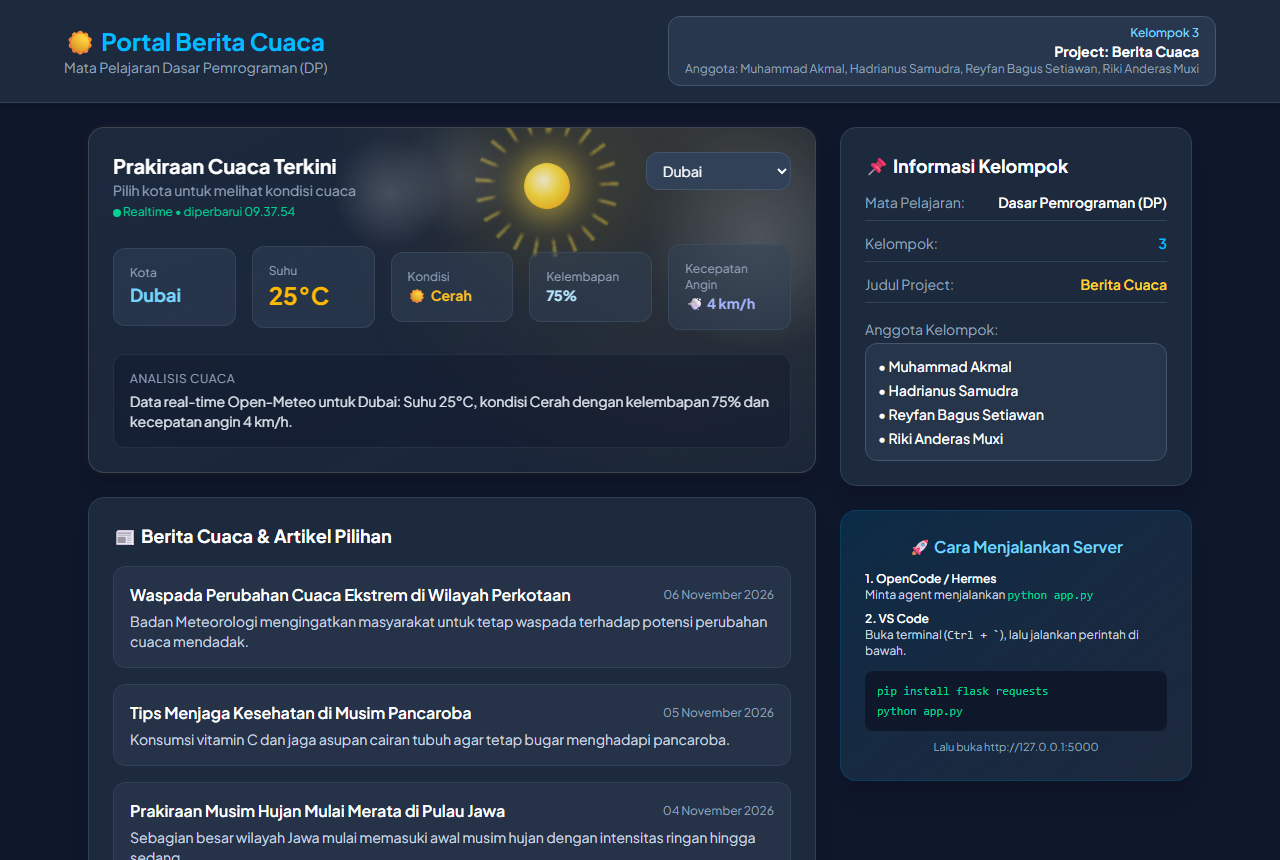 Portal Berita Cuaca
Mata Pelajaran Dasar Pemrograman (DP)
Kelompok 3
Project: Berita Cuaca
Anggota: Muhammad Akmal, Hadrianus Samudra, Reyfan Bagus Setiawan, Riki Anderas Muxi
Prakiraan Cuaca Terkini
Pilih kota untuk melihat kondisi cuaca
Realtime • diperbarui 09.37.54
Dubai
Kota
Dubai
Suhu
25°C
Kondisi
Cerah
Kelembapan
75%
Kecepatan
Angin
4 km/h
ANALISIS CUACA
Data real-time Open-Meteo untuk Dubai: Suhu 25°C, kondisi Cerah dengan kelembapan 75% dan
kecepatan angin 4 km/h.
Berita Cuaca & Artikel Pilihan
Waspada Perubahan Cuaca Ekstrem di Wilayah Perkotaan
06 November 2026
Badan Meteorologi mengingatkan masyarakat untuk tetap waspada terhadap potensi perubahan
cuaca mendadak.
Tips Menjaga Kesehatan di Musim Pancaroba
05 November 2026
Konsumsi vitamin C dan jaga asupan cairan tubuh agar tetap bugar menghadapi pancaroba.
Prakiraan Musim Hujan Mulai Merata di Pulau Jawa
04 November 2026
Sebagian besar wilayah Jawa mulai memasuki awal musim hujan dengan intensitas ringan hingga
sedang.
Informasi Kelompok
Mata Pelajaran: Dasar Pemrograman (DP)
Kelompok: 3
Judul Project: Berita Cuaca
Anggota Kelompok:
• Muhammad Akmal
• Hadrianus Samudra
• Reyfan Bagus Setiawan
• Riki Anderas Muxi
Cara Menjalankan Server
1. OpenCode / Hermes
Minta agent menjalankan python app.py
2. VS Code
Buka terminal (Ctrl + `), lalu jalankan perintah di
bawah.
pip install flask requests
python app.py
Lalu buka http://127.0.0.1:5000